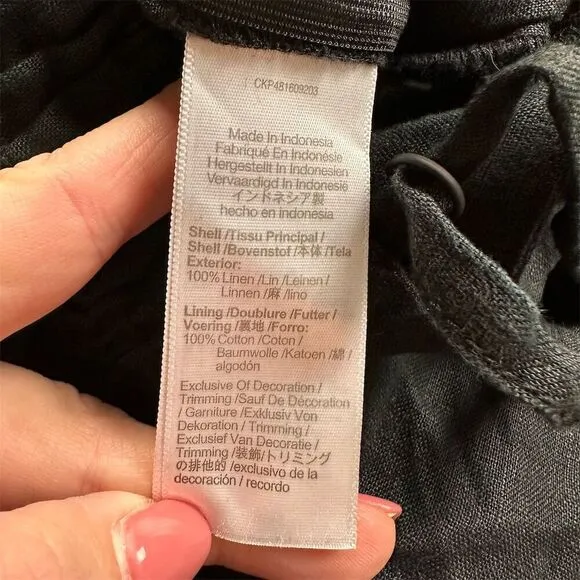 CKP481609203
Made In Indonesia
Fabriqué En Indonésie
Hergestellt In Indonesië
Vervaardigd In Indonesië
インドネシア製
hecho en indonesia
Shell /Tissu Principal /
Shell /Bovenstof /本体 /Tela
Exterior:
100% Linen /Lin /Leinen /
Linnen /麻 /lino
Lining /Doublure /Futter /
Voering /裏地 /Forro:
100% Cotton /Coton /
Baumwolle /Katoen /綿 /
algodón
Exclusive Of Decoration /
Trimming /Sauf De Décoration
/ Garniture /Exklusiv Von
Dekoration / Trimming /
Exclusief Van Decoratie /
Trimming /装飾/トリミング
の排他的 /exclusivo de la
decoración / recordo